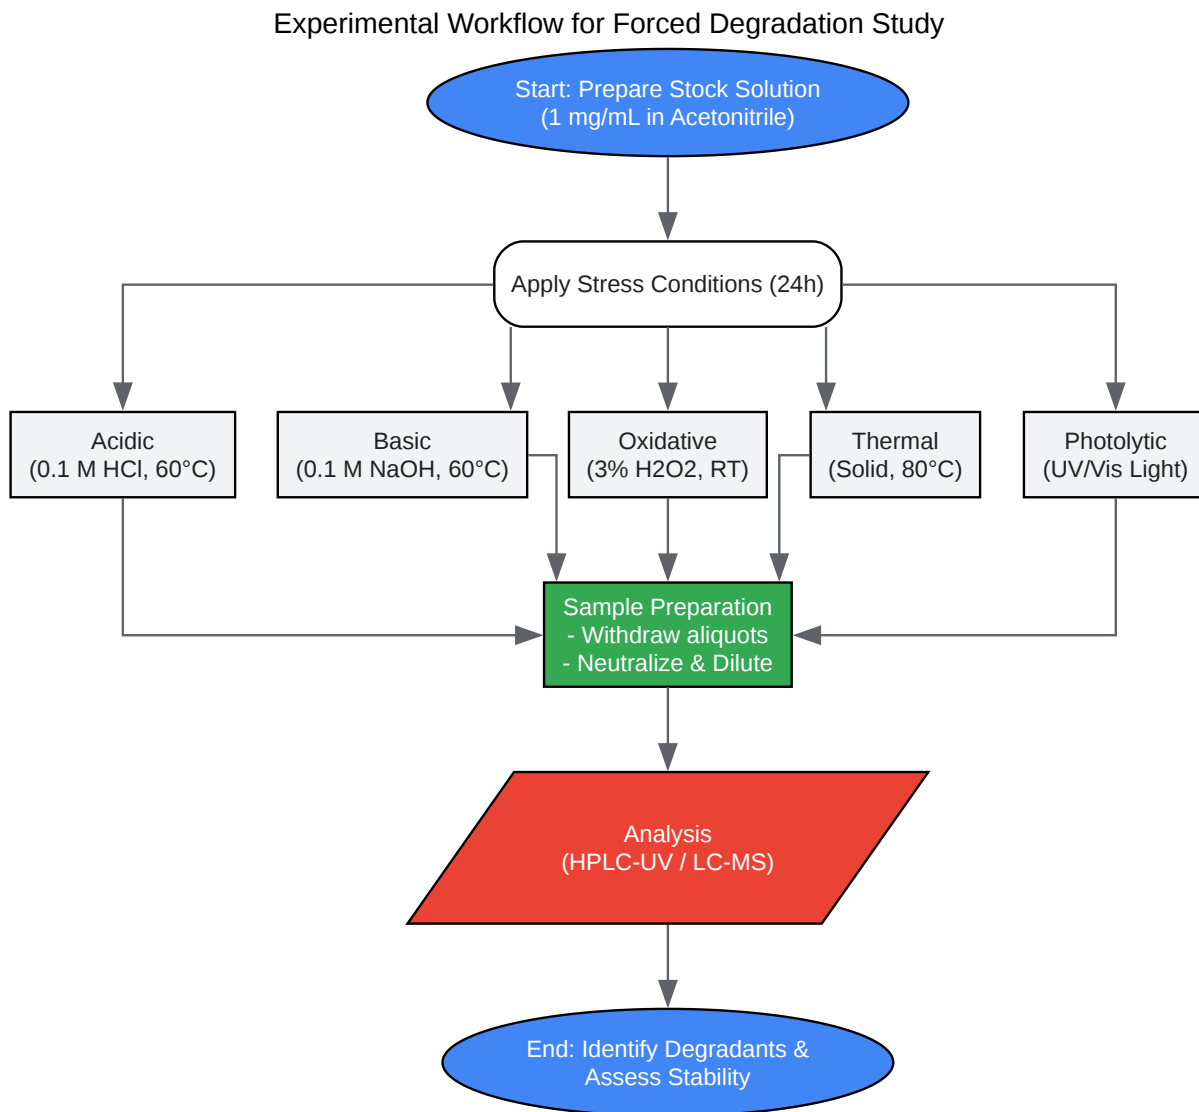 Experimental Workflow for Forced Degradation Study
Start: Prepare Stock Solution
(1 mg/mL in Acetonitrile)
Apply Stress Conditions (24h)
Acidic
(0.1 M HCl, 60°C)
Basic
(0.1 M NaOH, 60°C)
Oxidative
(3% H2O2, RT)
Thermal
(Solid, 80°C)
Photolytic
(UV/Vis Light)
Sample Preparation
- Withdraw aliquots
- Neutralize & Dilute
Analysis
(HPLC-UV / LC-MS)
End: Identify Degradants &
Assess Stability